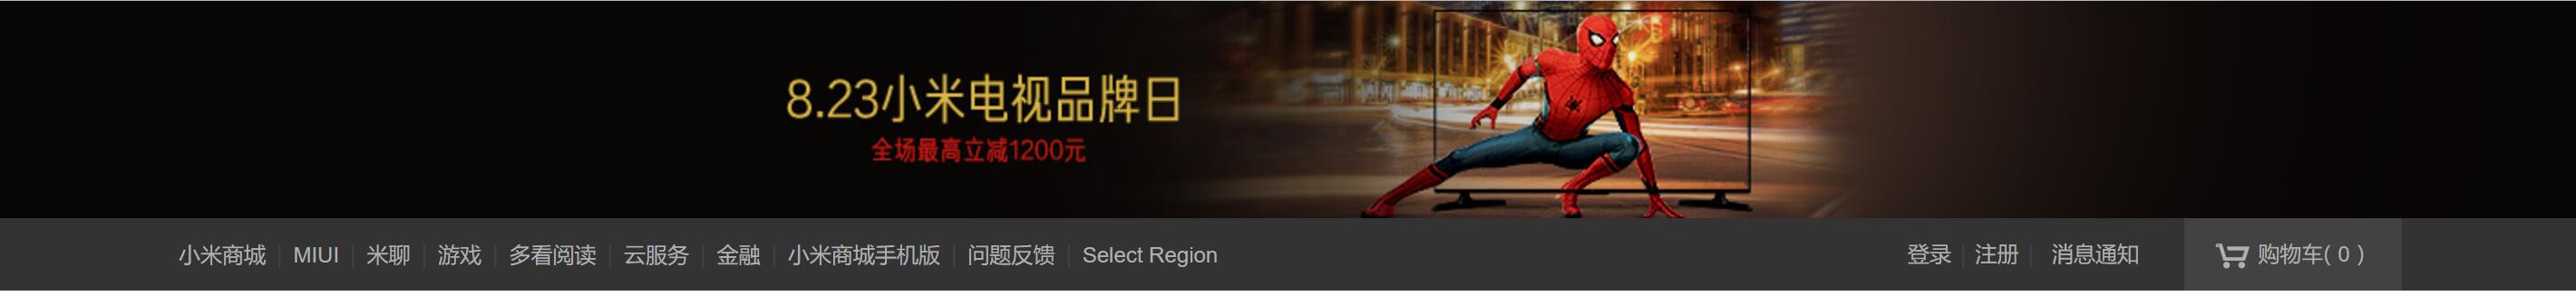 8.23小米电视品牌日
全场最高立减1200元
小米商城 MIUI 米聊 游戏 多看阅读 云服务 金融 小米商城手机版 问题反馈 Select Region 登录 注册 消息通知 购物车( 0 )